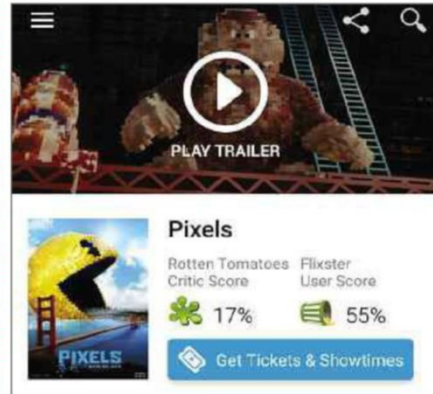 PLAY TRAILER
Pixels
Rotten Tomatoes Flixster
Critic Score User Score
17% 55%
PIXELS
Get Tickets & Showtimes